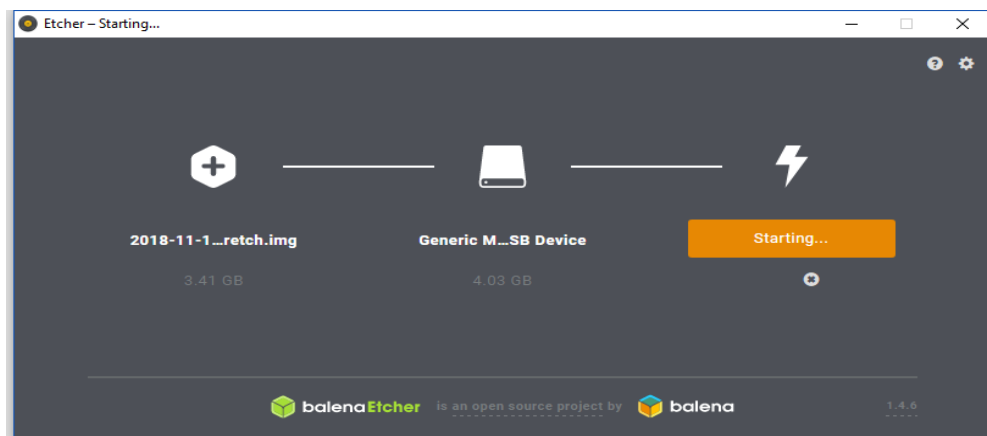 Etcher – Starting...
2018-11-1...retch.img
Generic M...SB Device
Starting...
3.41 GB
4.03 GB
balenaEtcher is an open source project by balena
1.4.6